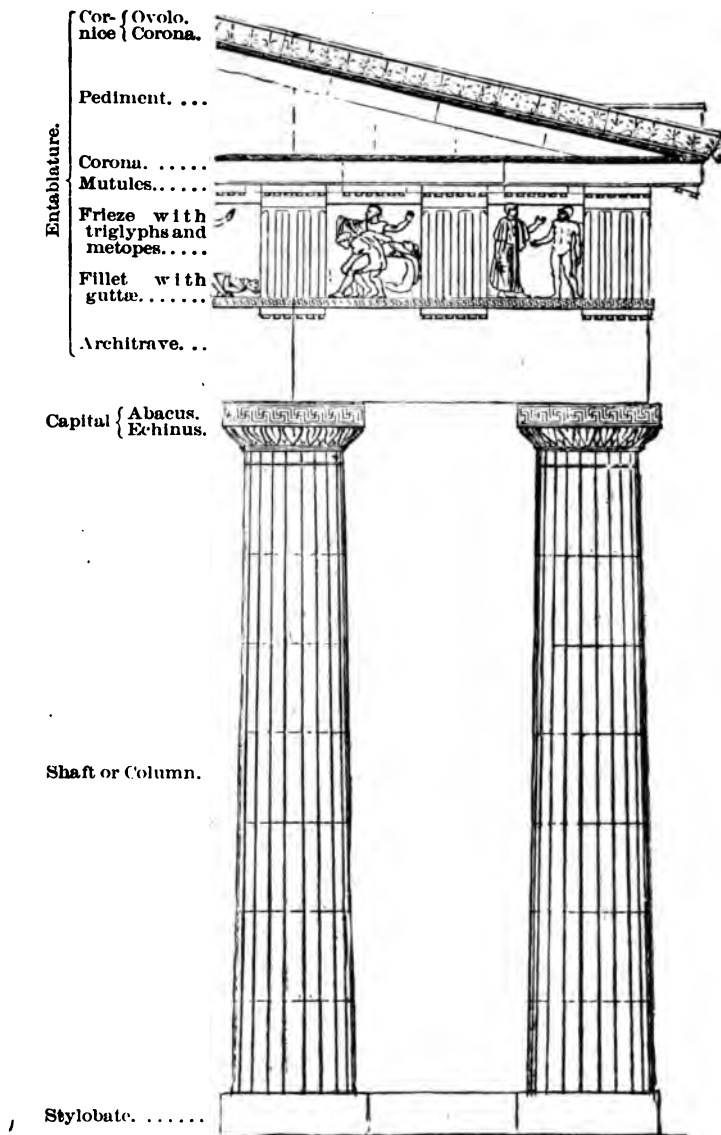 Cor- { Ovolo.
nice { Corona.
Entablature.
Pediment. . . .
Corona. . . . . .
Mutules. . . . .
Frieze with
triglyphs and
metopes. . . . .
Fillet with
guttæ. . . . . . .
Architrave. . .
Capital { Abacus.
Echinus.
Shaft or Column.
Stylobate. . . . . . .